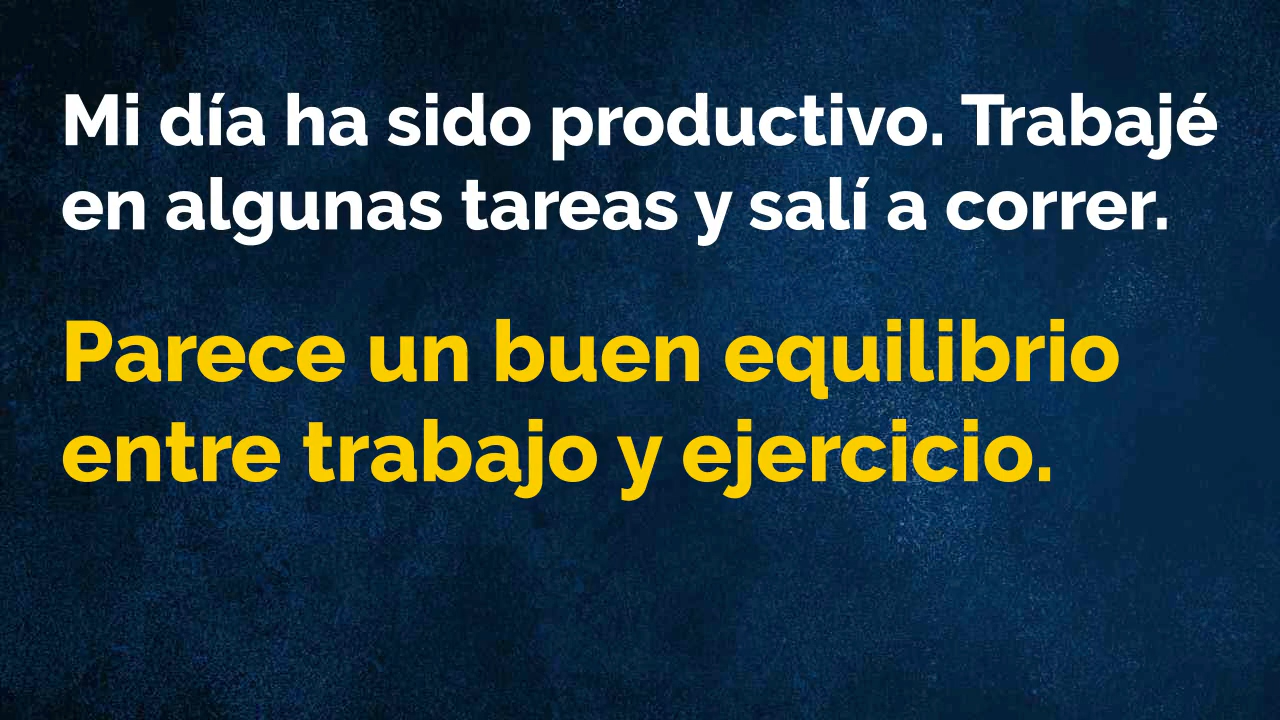 Mi día ha sido productivo. Trabajé
en algunas tareas y salí a correr.
Parece un buen equilibrio
entre trabajo y ejercicio.